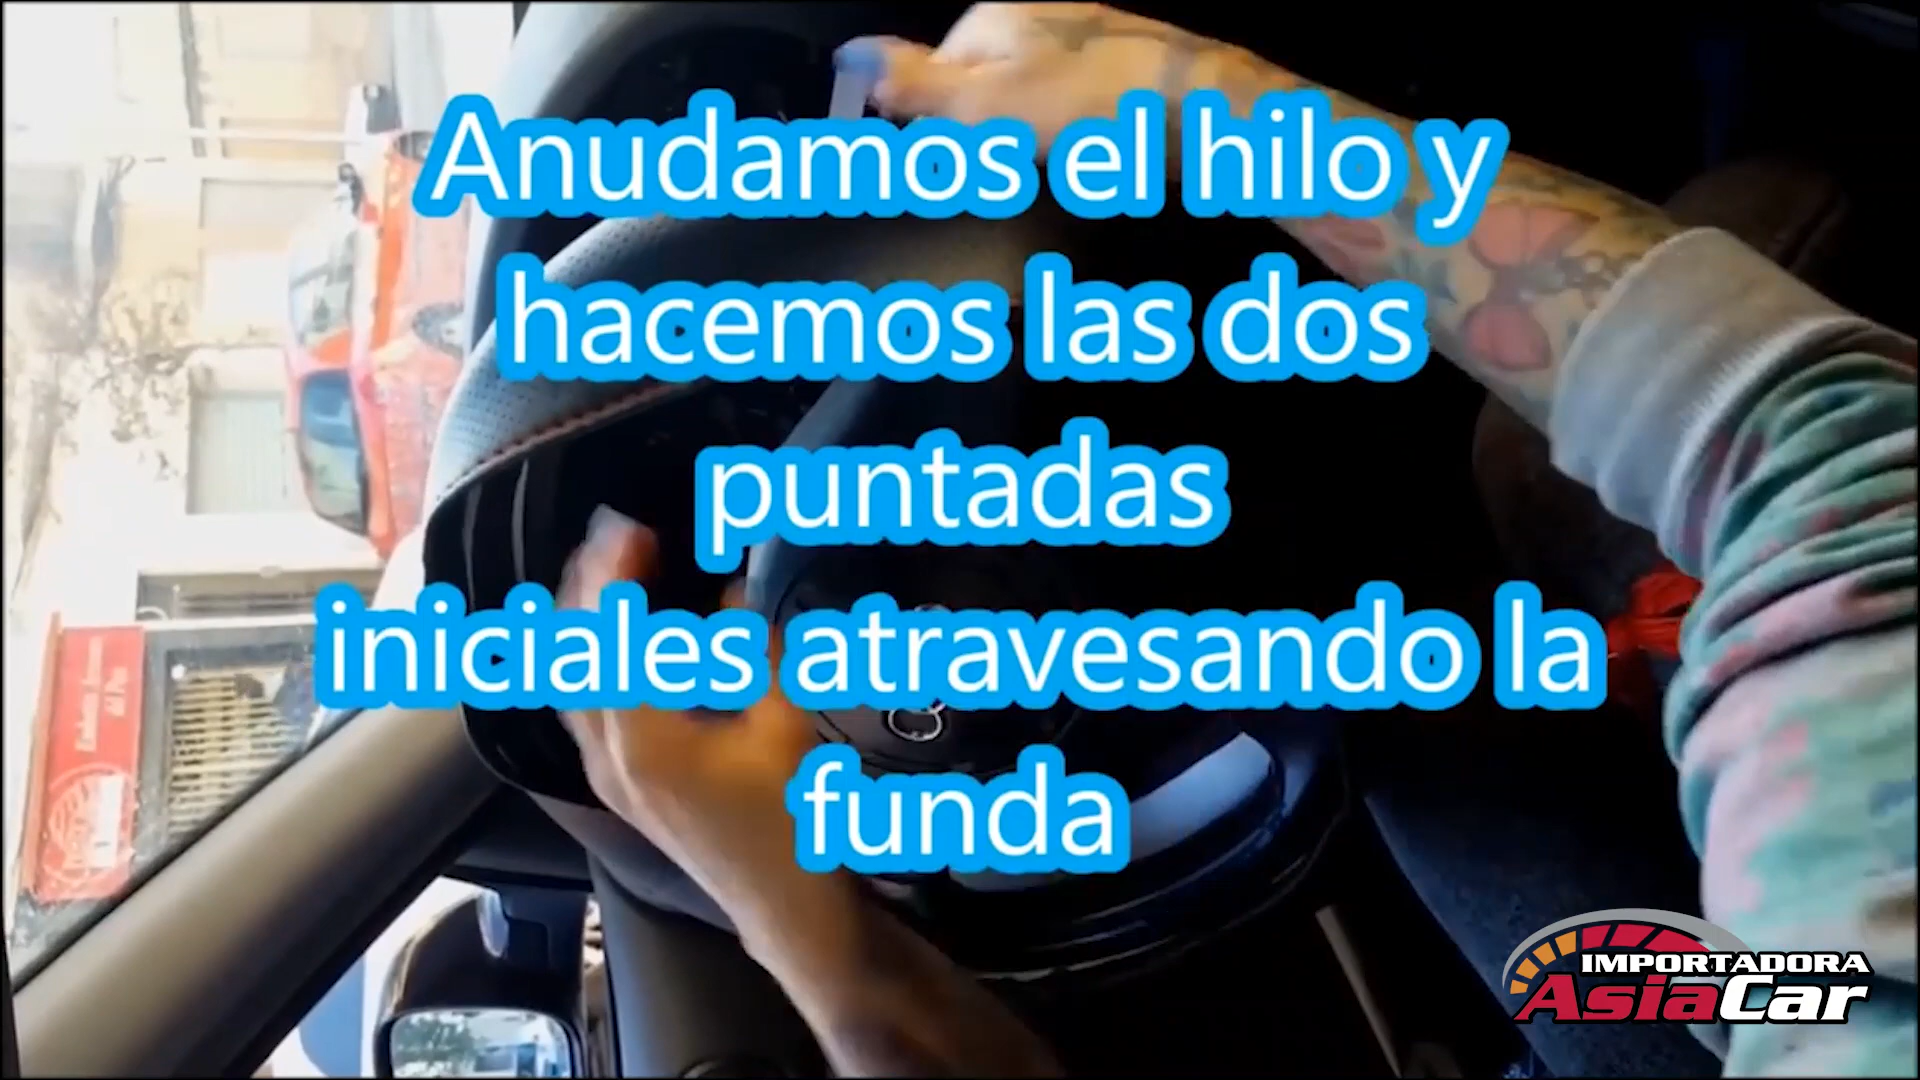 Anudamos el hilo y
hacemos las dos
puntadas
iniciales atravesando la
funda
IMPORTADORA
AsiaCar